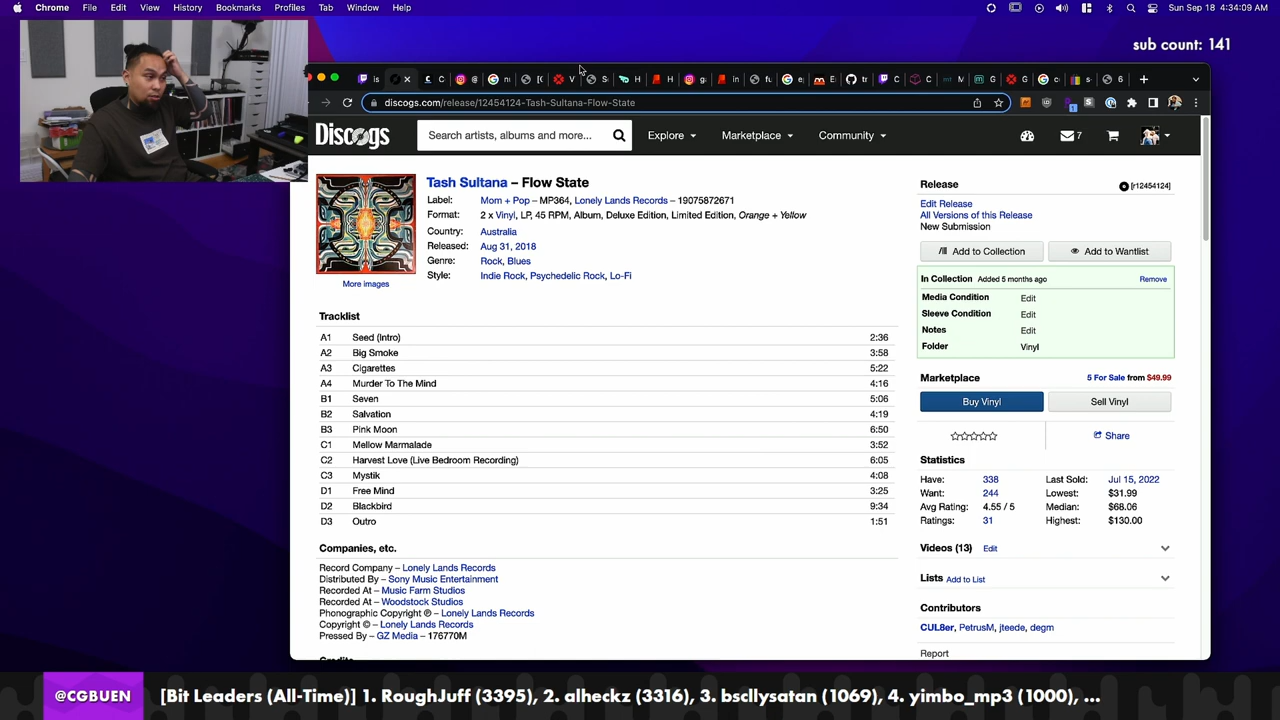 Chrome File Edit View History Bookmarks Profiles Tab Window Help
Sun Sep 18 4:34:09 AM
sub count: 141
discogs.com/release/12454124-Tash-Sultana-Flow-State
Discogs
Search artists, albums and more...
Explore Marketplace Community
7
Tash Sultana – Flow State
Label: Mom + Pop – MP364, Lonely Lands Records – 19075872671
Format: 2 x Vinyl, LP, 45 RPM, Album, Deluxe Edition, Limited Edition, Orange + Yellow
Country: Australia
Released: Aug 31, 2018
Genre: Rock, Blues
Style: Indie Rock, Psychedelic Rock, Lo-Fi
More images
Tracklist
A1 Seed (Intro) 2:36
A2 Big Smoke 3:58
A3 Cigarettes 5:22
A4 Murder To The Mind 4:16
B1 Seven 5:06
B2 Salvation 4:19
B3 Pink Moon 6:50
C1 Mellow Marmalade 3:52
C2 Harvest Love (Live Bedroom Recording) 6:05
C3 Mystik 4:08
D1 Free Mind 3:25
D2 Blackbird 9:34
D3 Outro 1:51
Companies, etc.
Record Company – Lonely Lands Records
Distributed By – Sony Music Entertainment
Recorded At – Music Farm Studios
Recorded At – Woodstock Studios
Phonographic Copyright ℗ – Lonely Lands Records
Copyright © – Lonely Lands Records
Pressed By – GZ Media – 176770M
Release [r12454124]
Edit Release
All Versions of this Release
New Submission
Add to Collection Add to Wantlist
In Collection Added 5 months ago Remove
Media Condition Edit
Sleeve Condition Edit
Notes Edit
Folder Vinyl
Marketplace 5 For Sale from $49.99
Buy Vinyl Sell Vinyl
Share
Statistics
Have: 338 Last Sold: Jul 15, 2022
Want: 244 Lowest: $31.99
Avg Rating: 4.55 / 5 Median: $68.06
Ratings: 31 Highest: $130.00
Videos (13) Edit
Lists Add to List
Contributors
CUL8er, PetrusM, jteede, degm
Report
@CGBUEN [Bit Leaders (All-Time)] 1. RoughJuff (3395), 2. alheckz (3316), 3. bscllysatan (1069), 4. yimbo_mp3 (1000), ...